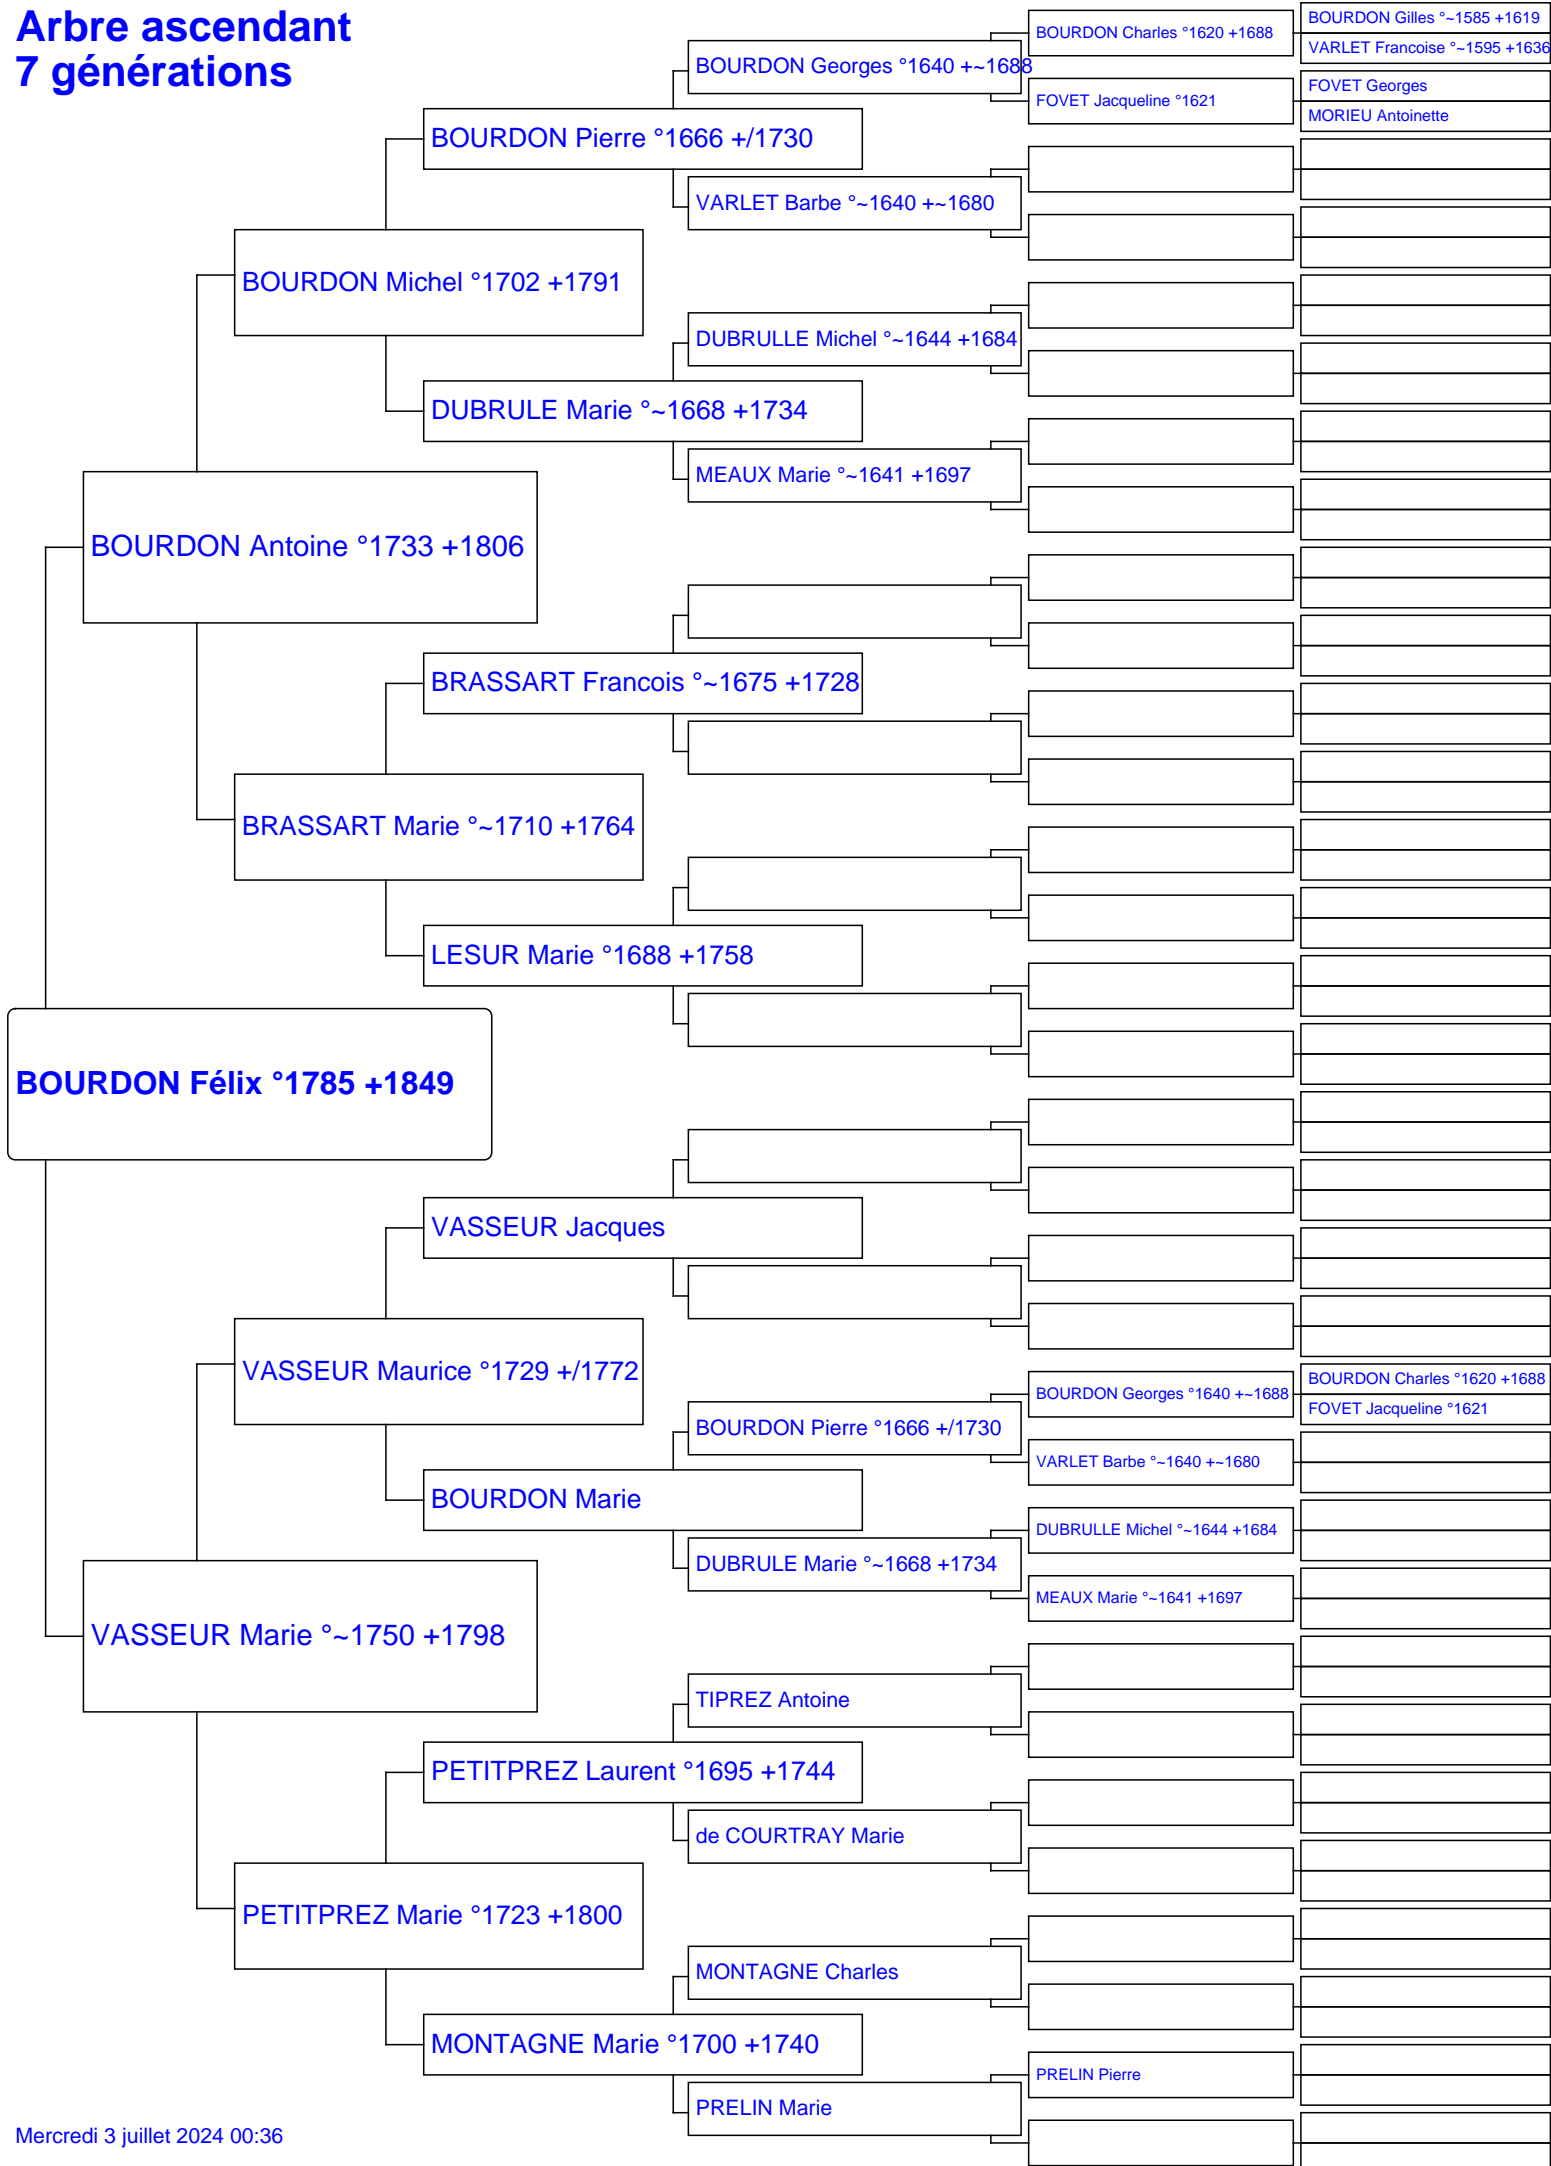 Arbre ascendant
7 générations
BOURDON Gilles °~1585 +1619
BOURDON Charles °1620 +1688
VARLET Francoise °~1595 +1636
BOURDON Georges °1640 +~1688
FOVET Georges
FOVET Jacqueline °1621
MORIEU Antoinette
BOURDON Pierre °1666 +/1730
VARLET Barbe °~1640 +~1680
BOURDON Michel °1702 +1791
DUBRULLE Michel °~1644 +1684
DUBRULE Marie °~1668 +1734
MEAUX Marie °~1641 +1697
BOURDON Antoine °1733 +1806
BRASSART Francois °~1675 +1728
BRASSART Marie °~1710 +1764
LESUR Marie °1688 +1758
BOURDON Félix °1785 +1849
VASSEUR Jacques
VASSEUR Maurice °1729 +/1772
BOURDON Charles °1620 +1688
BOURDON Georges °1640 +~1688
FOVET Jacqueline °1621
BOURDON Pierre °1666 +/1730
VARLET Barbe °~1640 +~1680
BOURDON Marie
DUBRULLE Michel °~1644 +1684
DUBRULE Marie °~1668 +1734
MEAUX Marie °~1641 +1697
VASSEUR Marie °~1750 +1798
TIPREZ Antoine
PETITPREZ Laurent °1695 +1744
de COURTRAY Marie
PETITPREZ Marie °1723 +1800
MONTAGNE Charles
MONTAGNE Marie °1700 +1740
PRELIN Pierre
PRELIN Marie
Mercredi 3 juillet 2024 00:36